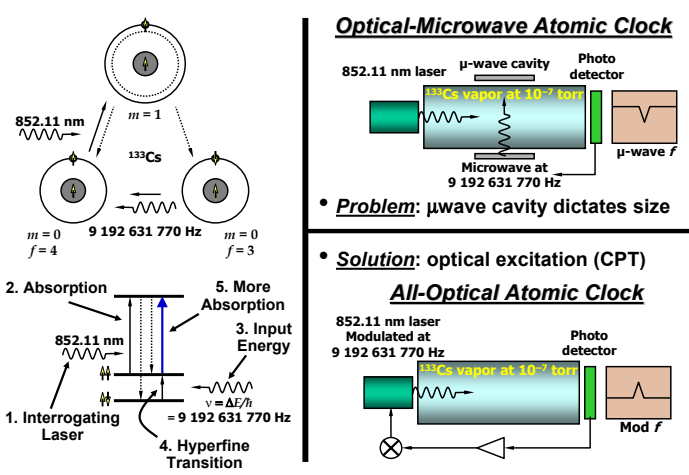 m = 1
852.11 nm
133Cs
m = 0
f = 4
9 192 631 770 Hz
m = 0
f = 3
2. Absorption
5. More
Absorption
852.11 nm
3. Input
Energy
ν = ΔE/h
= 9 192 631 770 Hz
1. Interrogating
Laser
4. Hyperfine
Transition
Optical-Microwave Atomic Clock
µ-wave cavity
Photo
detector
852.11 nm laser
133Cs vapor at 10–7 torr
Microwave at
9 192 631 770 Hz
µ-wave f
• Problem: µwave cavity dictates size
• Solution: optical excitation (CPT)
All-Optical Atomic Clock
852.11 nm laser
Modulated at
9 192 631 770 Hz
Photo
detector
133Cs vapor at 10–7 torr
Mod f